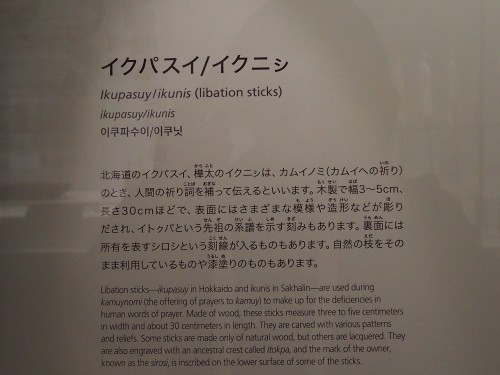 イクパスイ/イクニㇱ
Ikupasuy/ikunis (libation sticks)
ikupasuy/ikunis
이쿠파수이/이쿠닛
北海道のイクパスイ、樺太のイクニㇱは、カムイノミ(カムイへの祈り)
のとき、人間の祈り詞を補って伝えるといいます。木製で幅3〜5cm、
長さ30cmほどで、表面にはさまざまな模様や造形などが彫り
だされ、イトㇰパという先祖の系譜を示す刻みもあります。裏面には
所有を表すシロシという刻線が入るものもあります。自然の枝をその
まま利用しているものや漆塗りのものもあります。
Libation sticks—ikupasuy in Hokkaido and ikunis in Sakhalin—are used during
kamuynomi (the offering of prayers to kamuy) to make up for the deficiencies in
human words of prayer. Made of wood, these sticks measure three to five centimeters
in width and about 30 centimeters in length. They are carved with various patterns
and reliefs. Some sticks are made only of natural wood, but others are lacquered. They
are also engraved with an ancestral crest called itokpa, and the mark of the owner,
known as the sirosi, is inscribed on the lower surface of some of the sticks.